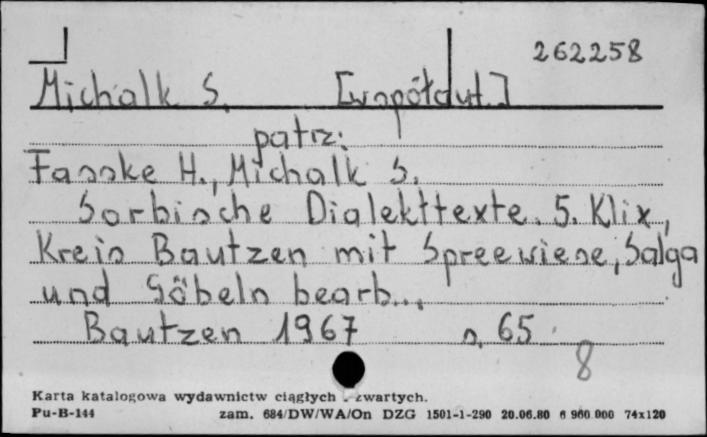 262258
Michalk S. [współaut.]
patrz:
Fasske H., Michalk S.
Sorbische Dialekttexte. 5. Klix,
Kreis Bautzen mit Spreewiese, Salga
und Göbeln bearb...
Bautzen 1967 s. 65
8
Karta katalogowa wydawnictw ciągłych - zwartych.
Pu-B-144 zam. 684/DW/WA/On DZG 1501-1-290 20.06.80 6 900 000 74x120